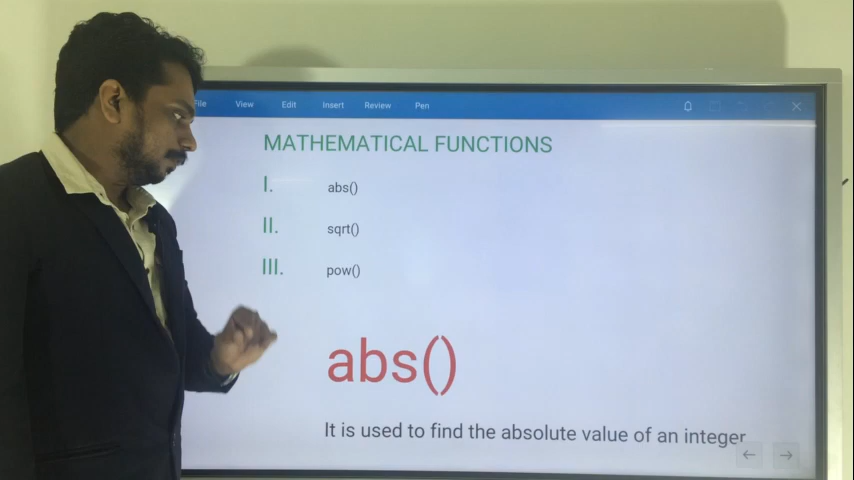 File View Edit Insert Review Pen
MATHEMATICAL FUNCTIONS
I. abs()
II. sqrt()
III. pow()
abs()
It is used to find the absolute value of an integer